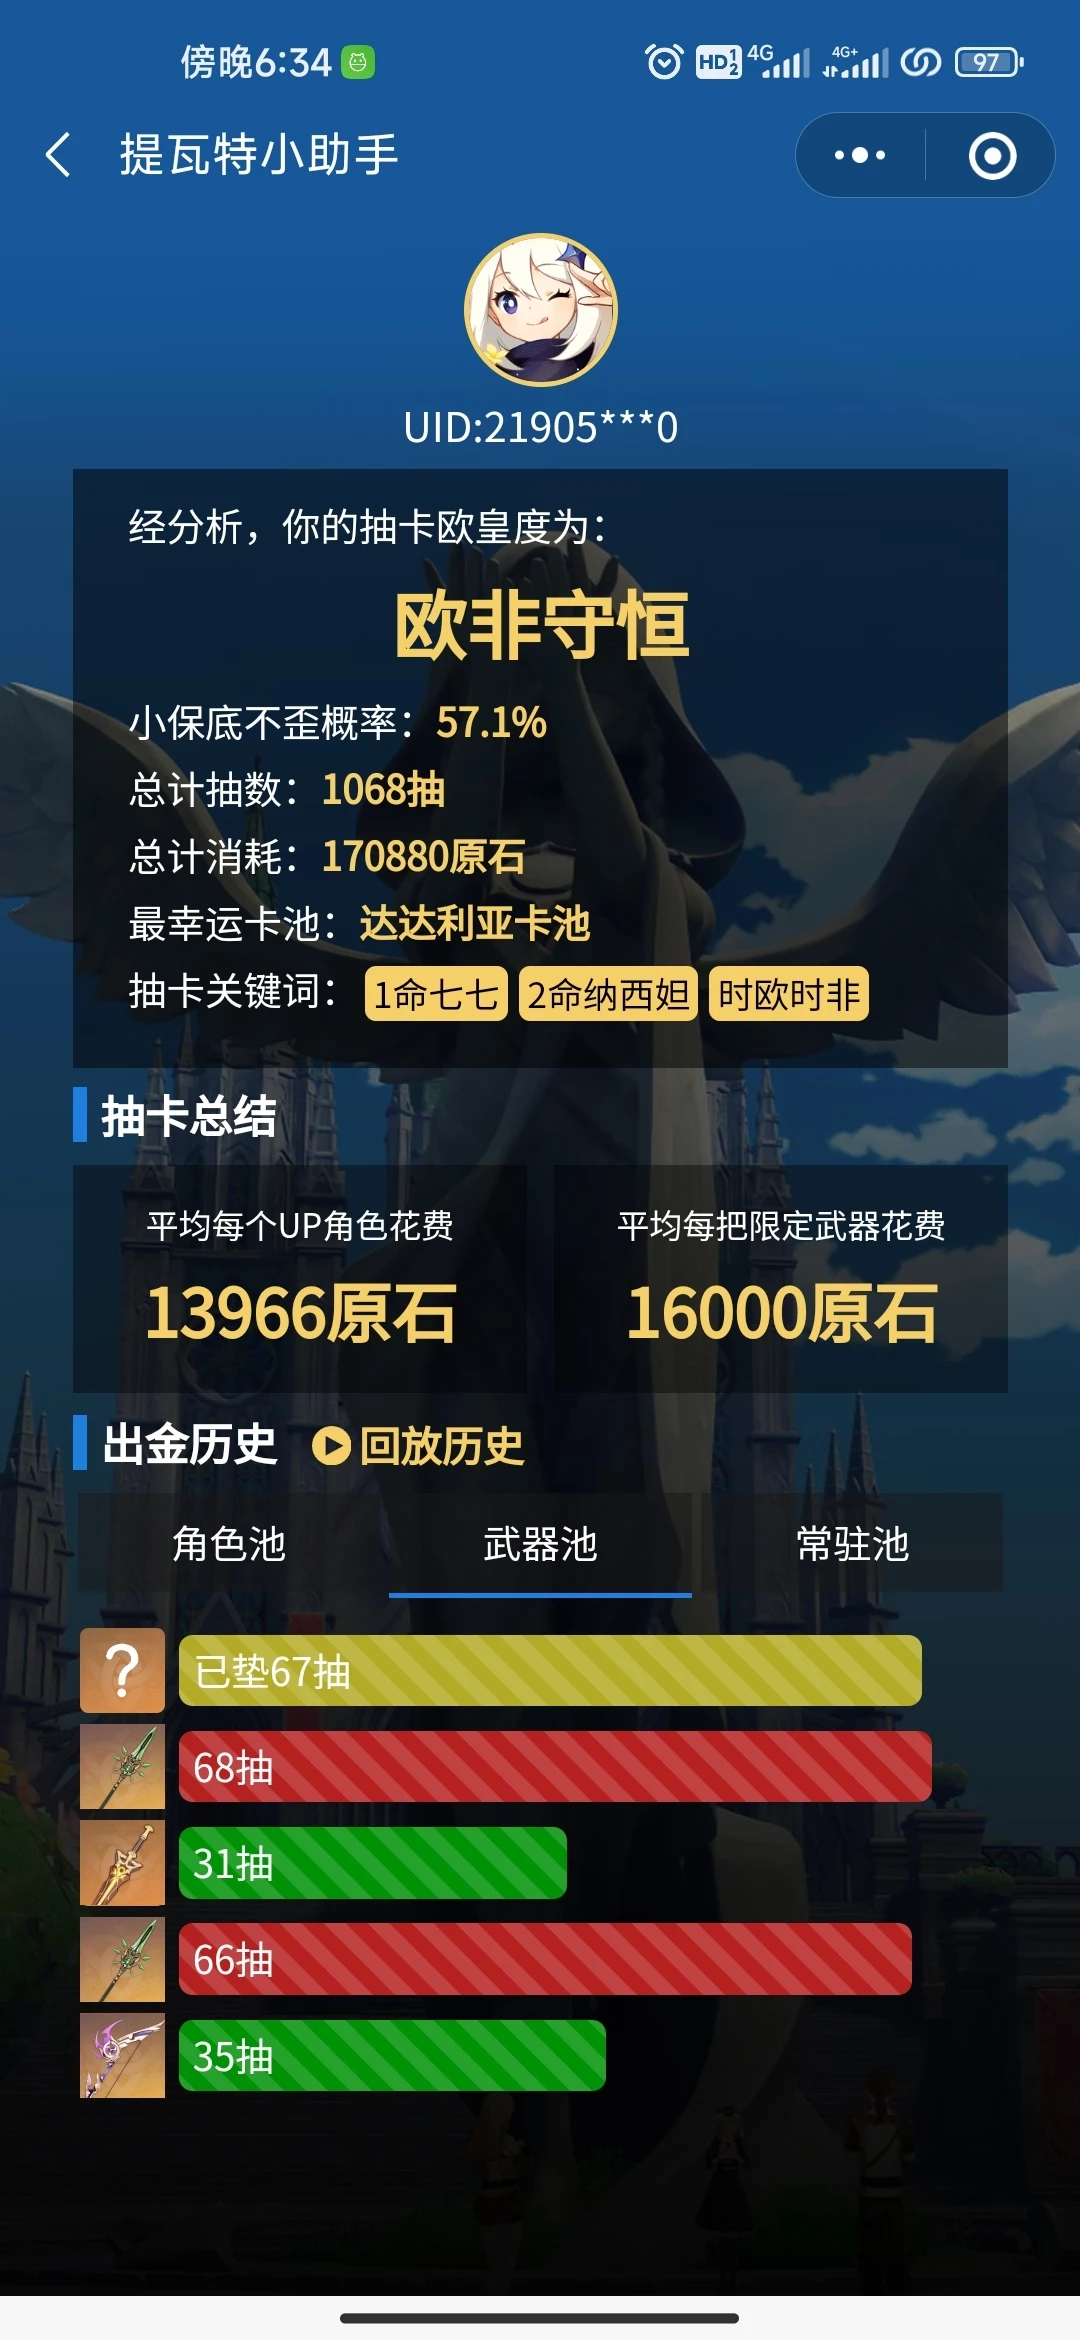 傍晚6:34 HD 1 2 4G 4G+ 97
提瓦特小助手
UID:21905***0
经分析，你的抽卡欧皇度为：
欧非守恒
小保底不歪概率：57.1%
总计抽数：1068抽
总计消耗：170880原石
最幸运卡池：达达利亚卡池
抽卡关键词：1命七七 2命纳西妲 时欧时非
抽卡总结
平均每个UP角色花费
13966原石
平均每把限定武器花费
16000原石
出金历史 回放历史
角色池 武器池 常驻池
? 已垫67抽
68抽
31抽
66抽
35抽